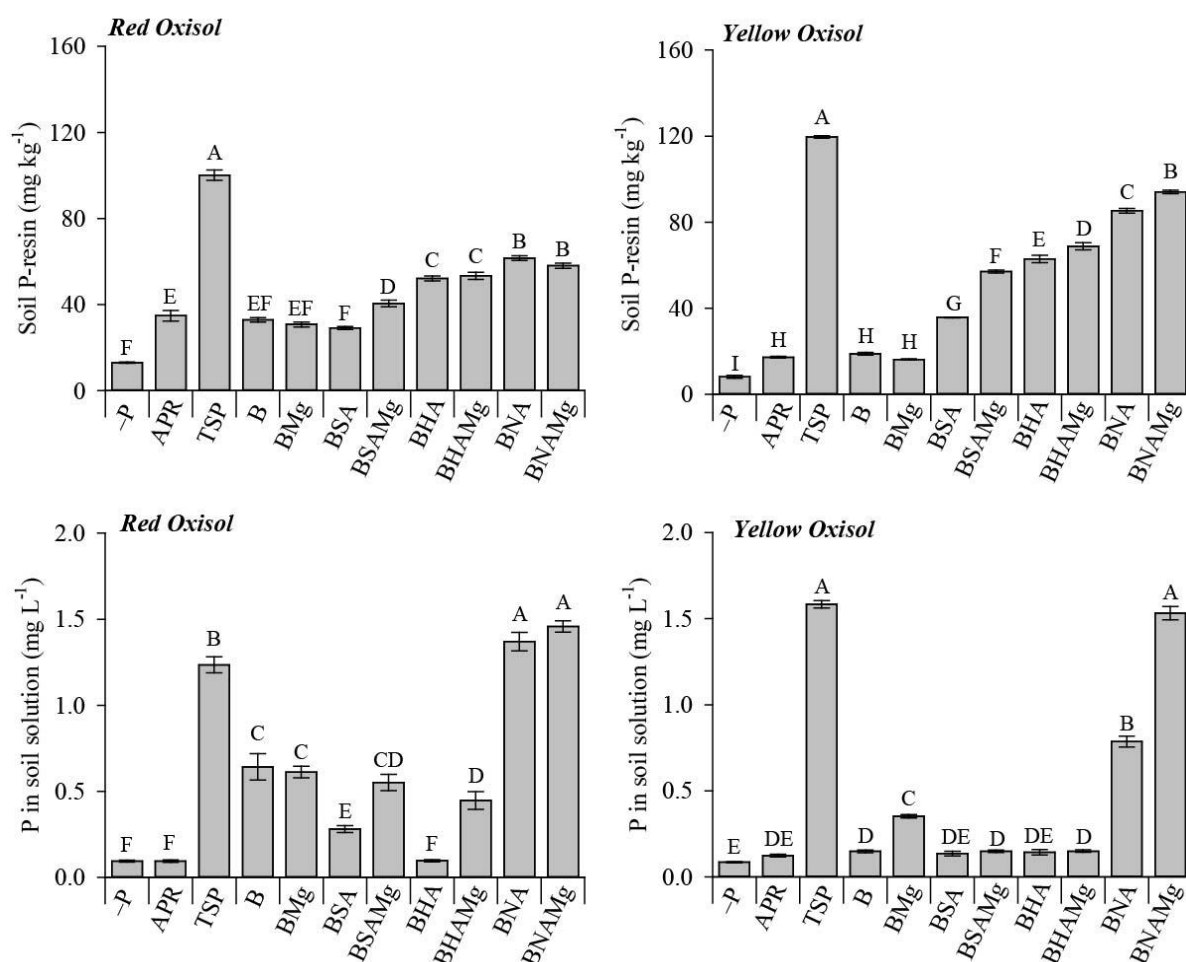 Red Oxisol
Soil P-resin (mg kg⁻¹)
160
120
80
40
0
F
E
A
EF
EF
F
D
C
C
B
B
–P
APR
TSP
B
BMg
BSA
BSAMg
BHA
BHAMg
BNA
BNAMg
Yellow Oxisol
Soil P-resin (mg kg⁻¹)
160
120
80
40
0
I
H
A
H
H
G
F
E
D
C
B
–P
APR
TSP
B
BMg
BSA
BSAMg
BHA
BHAMg
BNA
BNAMg
Red Oxisol
P in soil solution (mg L⁻¹)
2.0
1.5
1.0
0.5
0.0
F
F
B
C
C
E
CD
F
D
A
A
–P
APR
TSP
B
BMg
BSA
BSAMg
BHA
BHAMg
BNA
BNAMg
Yellow Oxisol
P in soil solution (mg L⁻¹)
2.0
1.5
1.0
0.5
0.0
E
DE
A
D
C
DE
D
DE
D
B
A
–P
APR
TSP
B
BMg
BSA
BSAMg
BHA
BHAMg
BNA
BNAMg